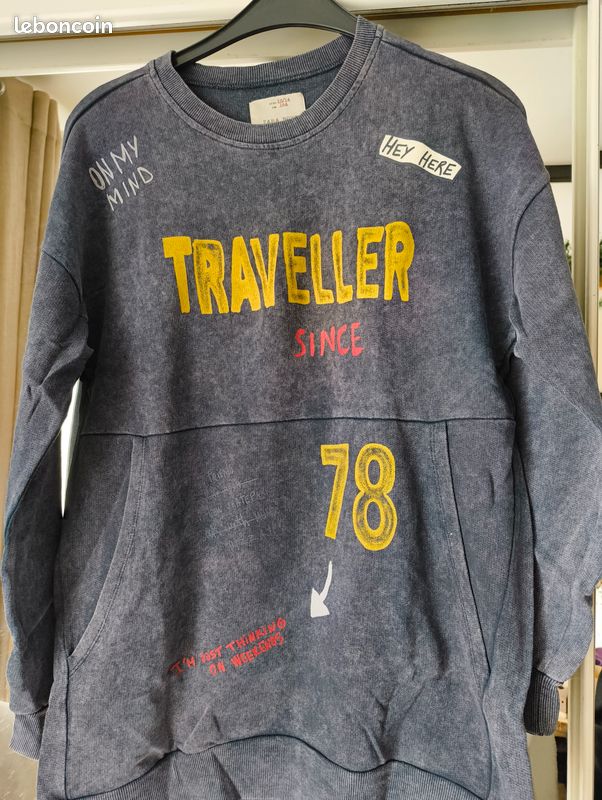 leboncoin
ON MY
MIND
HEY HERE
TRAVELLER
SINCE
78
I'M JUST THINKING
ON WEEKENDS